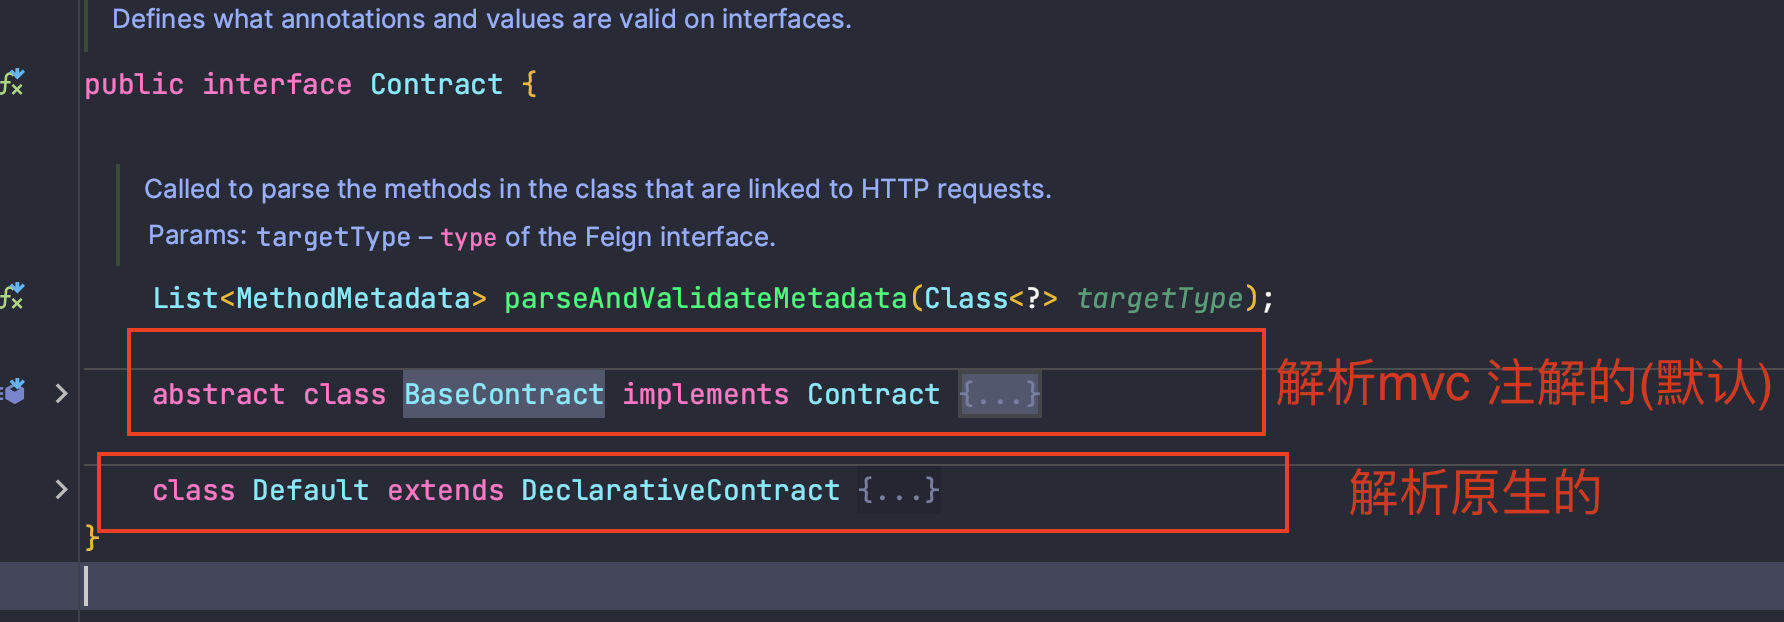 Defines what annotations and values are valid on interfaces.
public interface Contract {
Called to parse the methods in the class that are linked to HTTP requests.
Params: targetType – type of the Feign interface.
List<MethodMetadata> parseAndValidateMetadata(Class<?> targetType);
abstract class BaseContract implements Contract {...}
解析mvc 注解的(默认)
class Default extends DeclarativeContract {...}
解析原生的
}